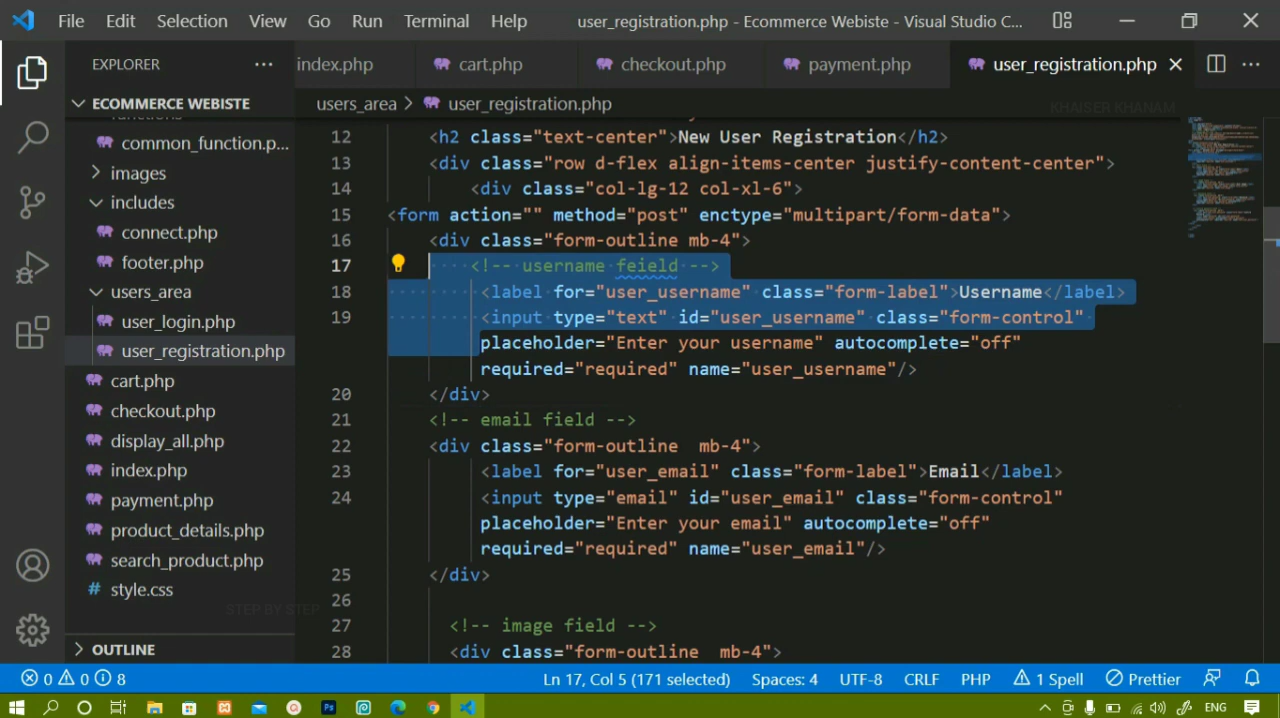 File Edit Selection View Go Run Terminal Help user_registration.php - Ecommerce Webiste - Visual Studio C...
EXPLORER ...
index.php cart.php checkout.php payment.php user_registration.php
ECOMMERCE WEBISTE
users_area > user_registration.php
KHAISER KHANAM
functions
common_function.p...
images
includes
connect.php
footer.php
users_area
user_login.php
user_registration.php
cart.php
checkout.php
display_all.php
index.php
payment.php
product_details.php
search_product.php
# style.css
STEP BY STEP
OUTLINE
12 <h2 class="text-center">New User Registration</h2>
13 <div class="row d-flex align-items-center justify-content-center">
14 <div class="col-lg-12 col-xl-6">
15 <form action="" method="post" enctype="multipart/form-data">
16 <div class="form-outline mb-4">
17 <!-- username feield -->
18 <label for="user_username" class="form-label">Username</label>
19 <input type="text" id="user_username" class="form-control"
placeholder="Enter your username" autocomplete="off"
required="required" name="user_username"/>
20 </div>
21 <!-- email field -->
22 <div class="form-outline  mb-4">
23 <label for="user_email" class="form-label">Email</label>
24 <input type="email" id="user_email" class="form-control"
placeholder="Enter your email" autocomplete="off"
required="required" name="user_email"/>
25 </div>
26
27 <!-- image field -->
28 <div class="form-outline  mb-4">
0 0 8 Ln 17, Col 5 (171 selected) Spaces: 4 UTF-8 CRLF PHP 1 Spell Prettier
ENG